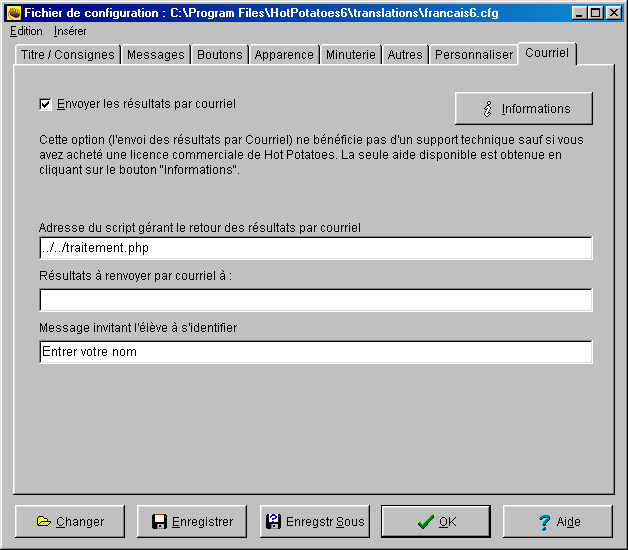 Fichier de configuration : C:\Program Files\HotPotatoes6\translations\francais6.cfg
Edition Insérer
Titre / Consignes Messages Boutons Apparence Minuterie Autres Personnaliser Courriel
Envoyer les résultats par courriel
Informations
Cette option (l'envoi des résultats par Courriel) ne bénéficie pas d'un support technique sauf si vous
avez acheté une licence commerciale de Hot Potatoes. La seule aide disponible est obtenue en
cliquant sur le bouton "Informations".
Adresse du script gérant le retour des résultats par courriel
../../traitement.php
Résultats à renvoyer par courriel à :
Message invitant l'élève à s'identifier
Entrer votre nom
Changer Enregistrer Enregstr Sous OK Aide